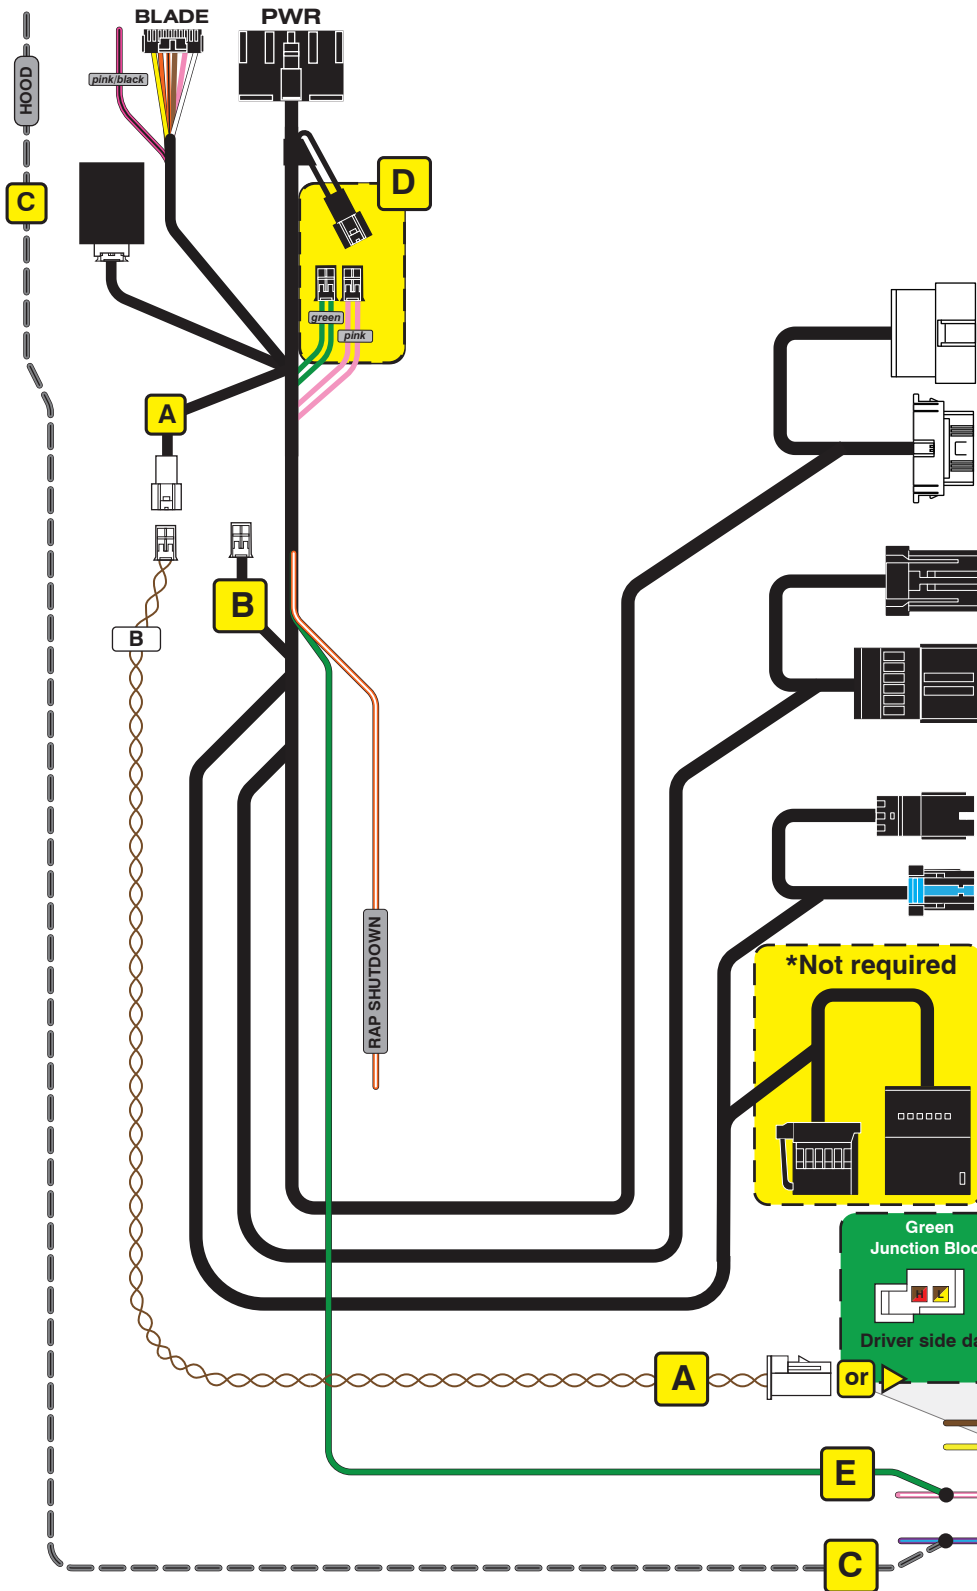 BLADE
PWR
HOOD
pink/black
C
D
green
pink
A
B
B
RAP SHUTDOWN
*Not required
Green
Junction Bloc
H L
Driver side da
A
or
E
C